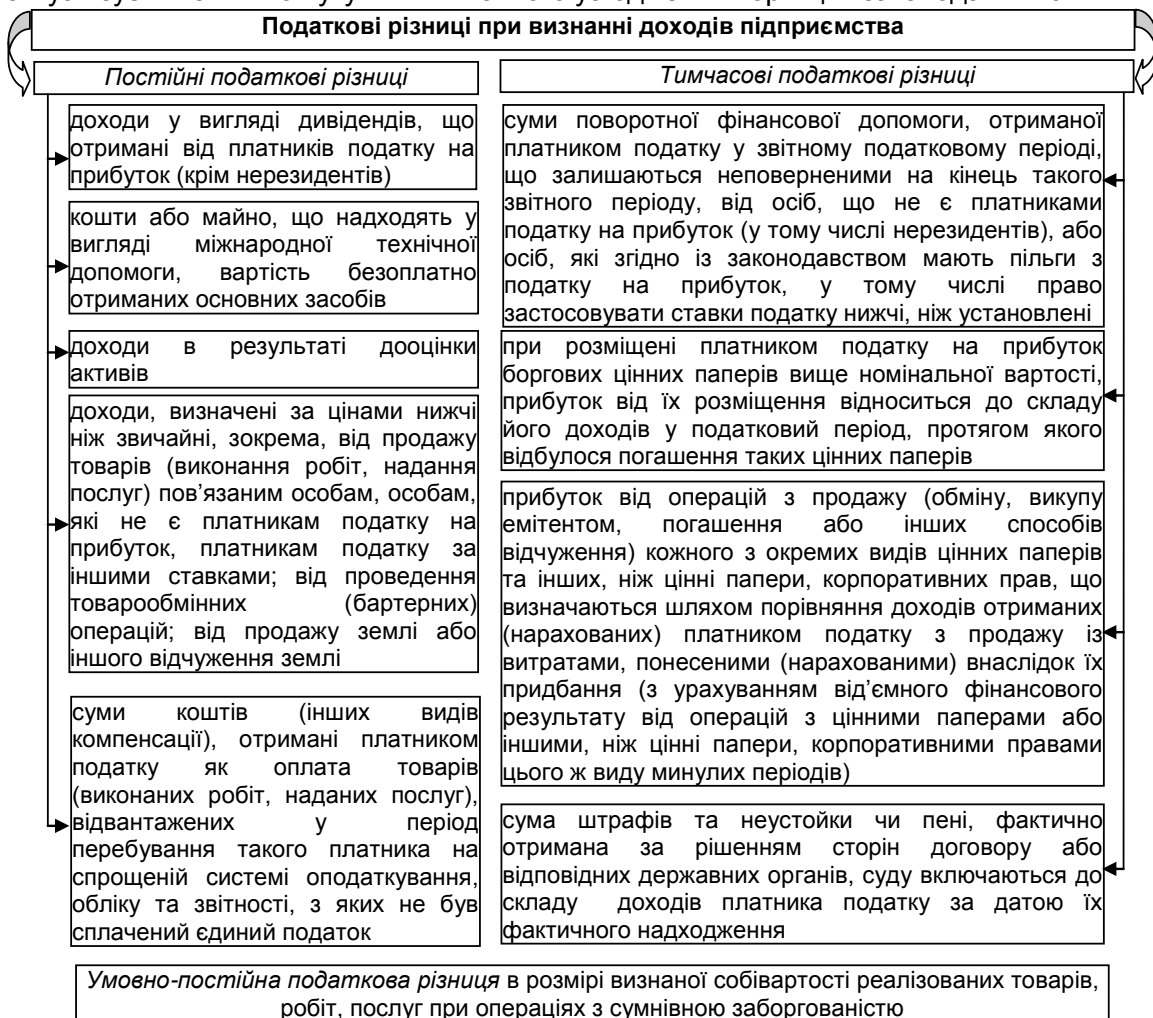 Податкові різниці при визнанні доходів підприємства
Постійні податкові різниці
доходи у вигляді дивідендів, що
отримані від платників податку на
прибуток (крім нерезидентів)
кошти або майно, що надходять у
вигляді міжнародної технічної
допомоги, вартість безоплатно
отриманих основних засобів
доходи в результаті дооцінки
активів
доходи, визначені за цінами нижчі
ніж звичайні, зокрема, від продажу
товарів (виконання робіт, надання
послуг) пов’язаним особам, особам,
які не є платникам податку на
прибуток, платникам податку за
іншими ставками; від проведення
товарообмінних (бартерних)
операцій; від продажу землі або
іншого відчуження землі
суми коштів (інших видів
компенсації), отримані платником
податку як оплата товарів
(виконаних робіт, наданих послуг),
відвантажених у період
перебування такого платника на
спрощеній системі оподаткування,
обліку та звітності, з яких не був
сплачений єдиний податок
Тимчасові податкові різниці
суми поворотної фінансової допомоги, отриманої
платником податку у звітному податковому періоді,
що залишаються неповерненими на кінець такого
звітного періоду, від осіб, що не є платниками
податку на прибуток (у тому числі нерезидентів), або
осіб, які згідно із законодавством мають пільги з
податку на прибуток, у тому числі право
застосовувати ставки податку нижчі, ніж установлені
при розміщені платником податку на прибуток
боргових цінних паперів вище номінальної вартості,
прибуток від їх розміщення відноситься до складу
його доходів у податковий період, протягом якого
відбулося погашення таких цінних паперів
прибуток від операцій з продажу (обміну, викупу
емітентом, погашення або інших способів
відчуження) кожного з окремих видів цінних паперів
та інших, ніж цінні папери, корпоративних прав, що
визначаються шляхом порівняння доходів отриманих
(нарахованих) платником податку з продажу із
витратами, понесеними (нарахованими) внаслідок їх
придбання (з урахуванням від’ємного фінансового
результату від операцій з цінними паперами або
іншими, ніж цінні папери, корпоративними правами
цього ж виду минулих періодів)
сума штрафів та неустойки чи пені, фактично
отримана за рішенням сторін договору або
відповідних державних органів, суду включаються до
складу доходів платника податку за датою їх
фактичного надходження
Умовно-постійна податкова різниця в розмірі визнаної собівартості реалізованих товарів,
робіт, послуг при операціях з сумнівною заборгованістю